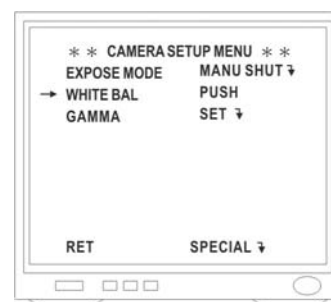 ＊ ＊ CAMERA SETUP MENU ＊ ＊
EXPOSE MODE MANU SHUT ↴
→ WHITE BAL PUSH
GAMMA SET ↴
RET SPECIAL ↴